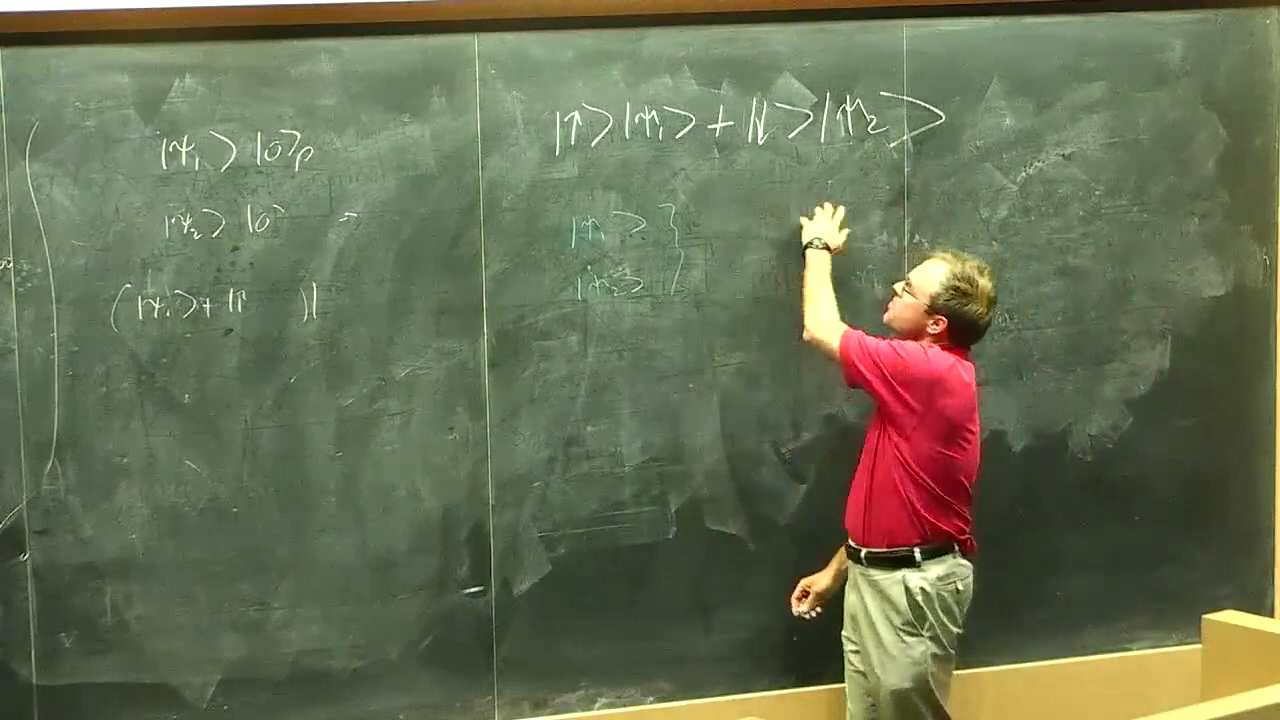 |ψ₁⟩ |0⟩ₚ
|ψ₂⟩ |0⟩
(|ψ₁⟩ + |↑ )|
|↑⟩|ψ₁⟩ + |↓⟩|ψ₂⟩
|ψ₁⟩ }
|ψ₂⟩